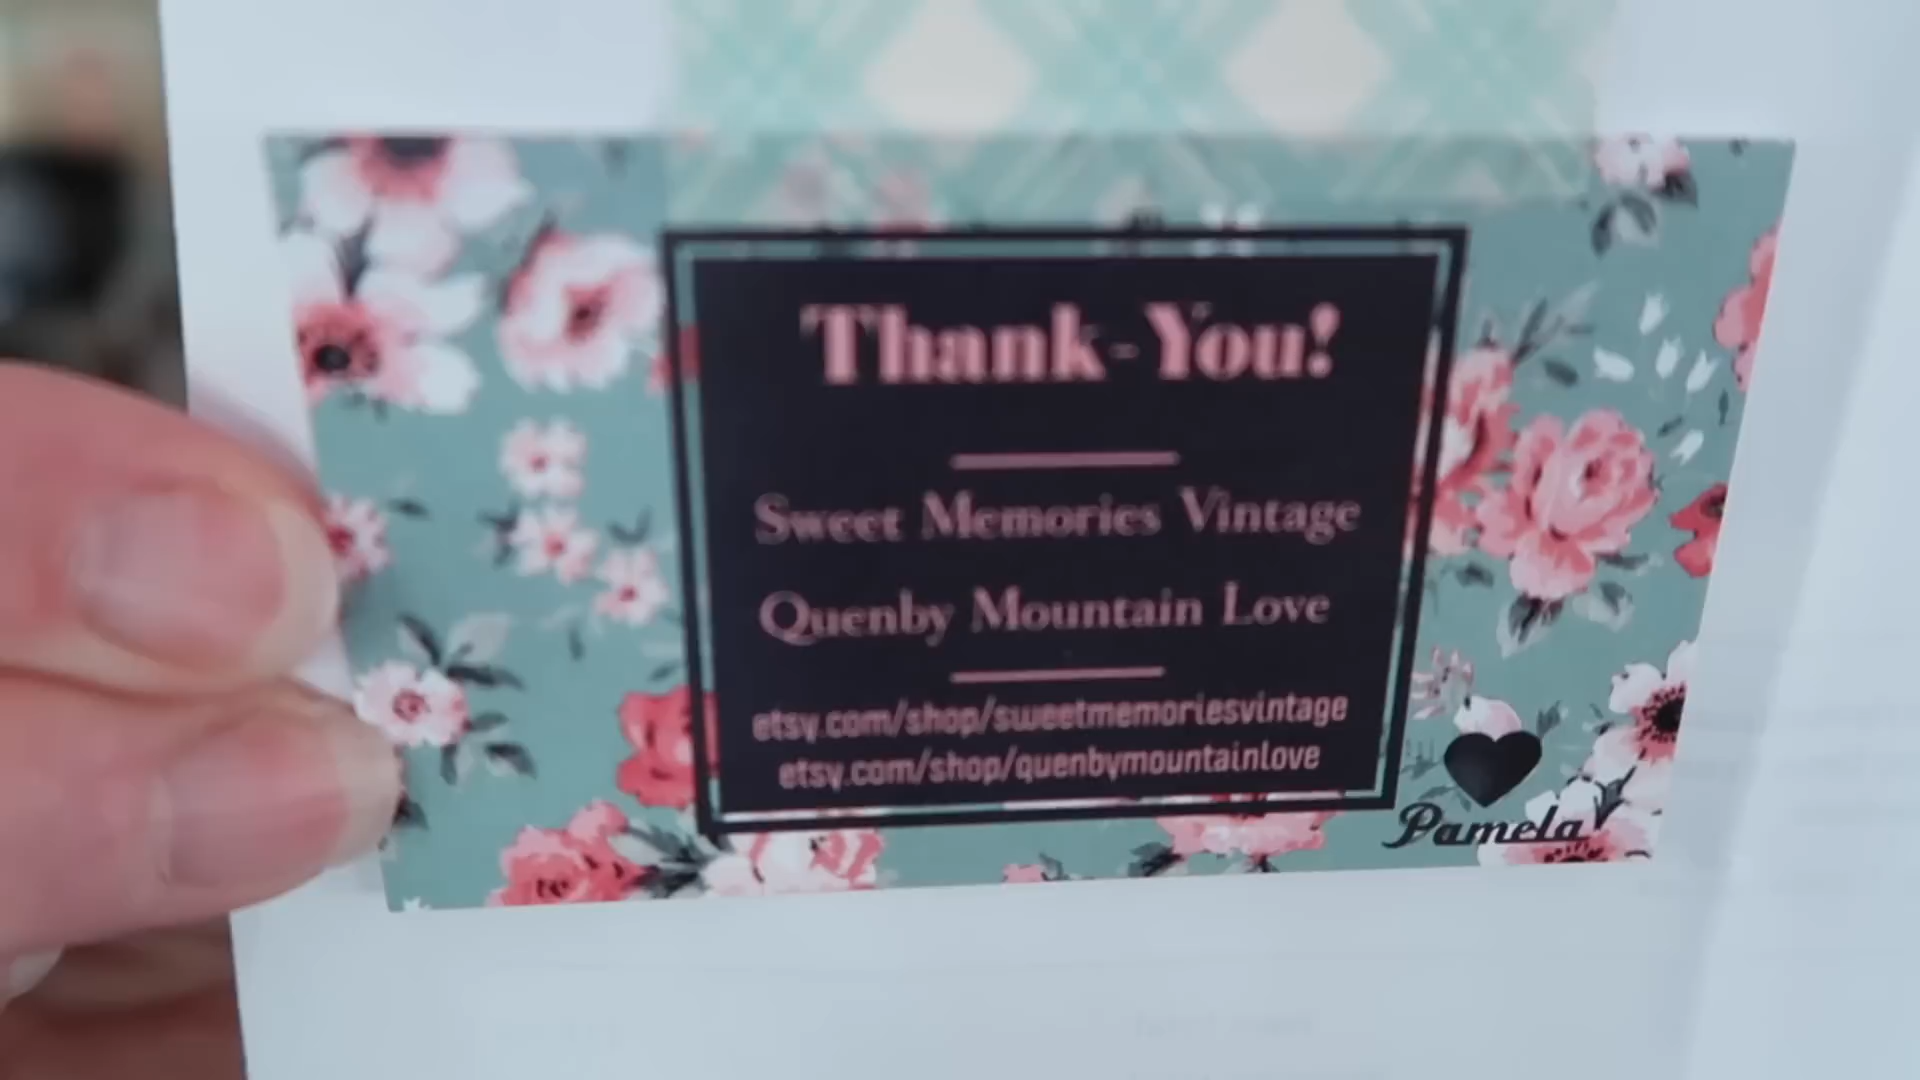 Thank-You!
Sweet Memories Vintage
Quenby Mountain Love
etsy.com/shop/sweetmemoriesvintage
etsy.com/shop/quenbymountainlove
Pamela